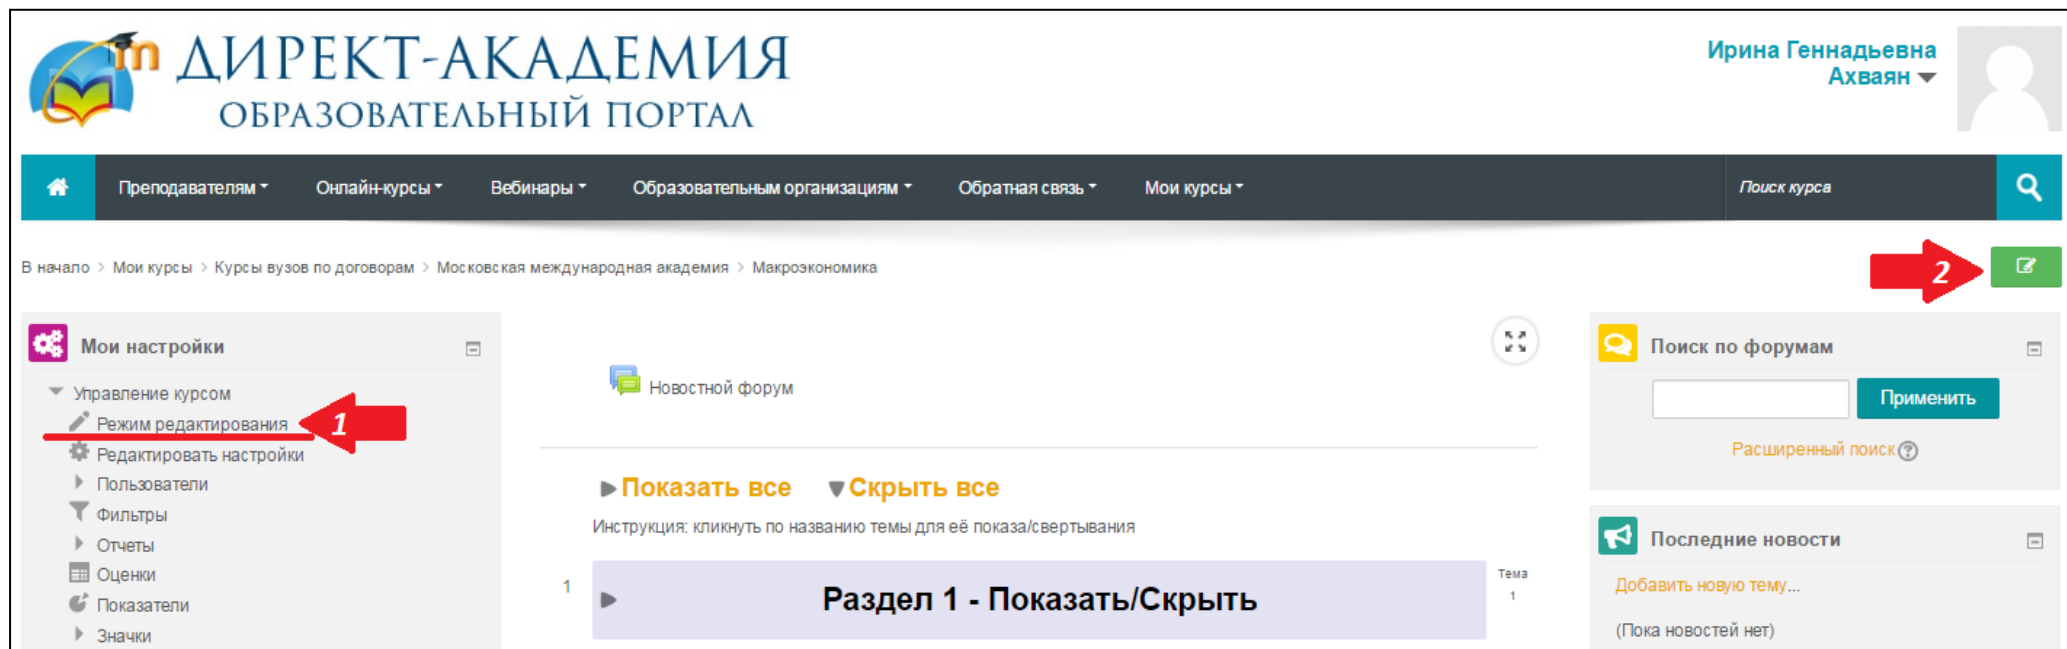 ДИРЕКТ-АКАДЕМИЯ
ОБРАЗОВАТЕЛЬНЫЙ ПОРТАЛ
Ирина Геннадьевна
Ахваян
Преподавателям
Онлайн-курсы
Вебинары
Образовательным организациям
Обратная связь
Мои курсы
Поиск курса
В начало > Мои курсы > Курсы вузов по договорам > Московская международная академия > Макроэкономика
2
Мои настройки
Управление курсом
Режим редактирования
1
Редактировать настройки
Пользователи
Фильтры
Отчеты
Оценки
Показатели
Значки
Новостной форум
Показать все
Скрыть все
Инструкция: кликнуть по названию темы для её показа/свертывания
1
Раздел 1 - Показать/Скрыть
Тема
1
Поиск по форумам
Применить
Расширенный поиск
Последние новости
Добавить новую тему...
(Пока новостей нет)